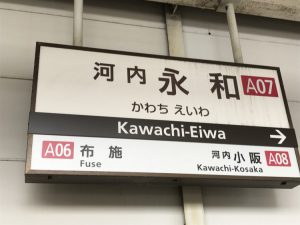 河内永和 A07
かわち えいわ
Kawachi-Eiwa →
A06 布施 河内小阪 A08
Fuse Kawachi-Kosaka